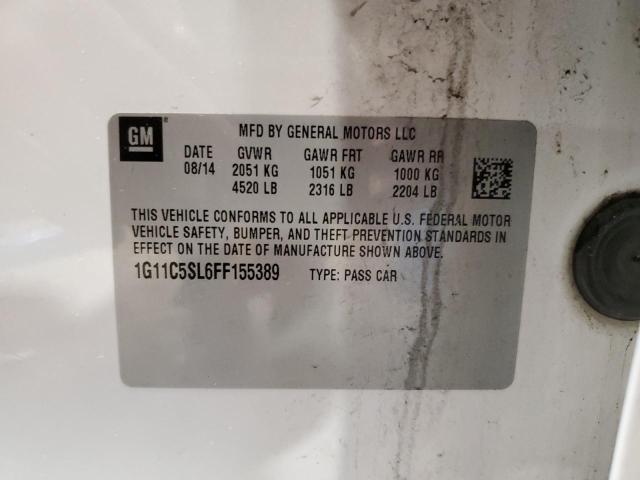 GM ®
MFD BY GENERAL MOTORS LLC
DATE GVWR GAWR FRT GAWR RR
08/14 2051 KG 1051 KG 1000 KG
4520 LB 2316 LB 2204 LB
THIS VEHICLE CONFORMS TO ALL APPLICABLE U.S. FEDERAL MOTOR
VEHICLE SAFETY, BUMPER, AND THEFT PREVENTION STANDARDS IN
EFFECT ON THE DATE OF MANUFACTURE SHOWN ABOVE.
1G11C5SL6FF155389 TYPE: PASS CAR